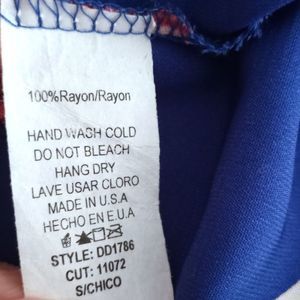 100%Rayon/Rayon
HAND WASH COLD
DO NOT BLEACH
HANG DRY
LAVE USAR CLORO
MADE IN U.S.A
HECHO EN E.U.A
STYLE: DD1786
CUT: 11072
S/CHICO